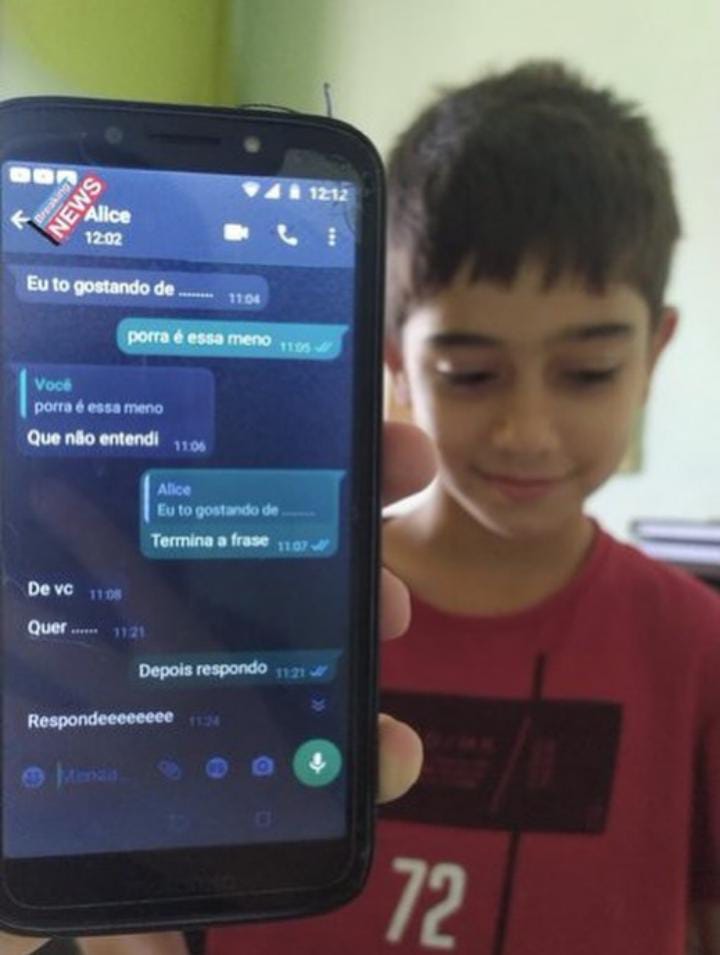 12:12
Breaking
NEWS
Alice
12:02
Eu to gostando de ........ 11:04
porra é essa meno 11:05
Você
porra é essa meno
Que não entendi 11:06
Alice
Eu to gostando de ........
Termina a frase 11:07
De vc 11:08
Quer ...... 11:21
Depois respondo 11:21
Respondeeeeeeee 11:24
72